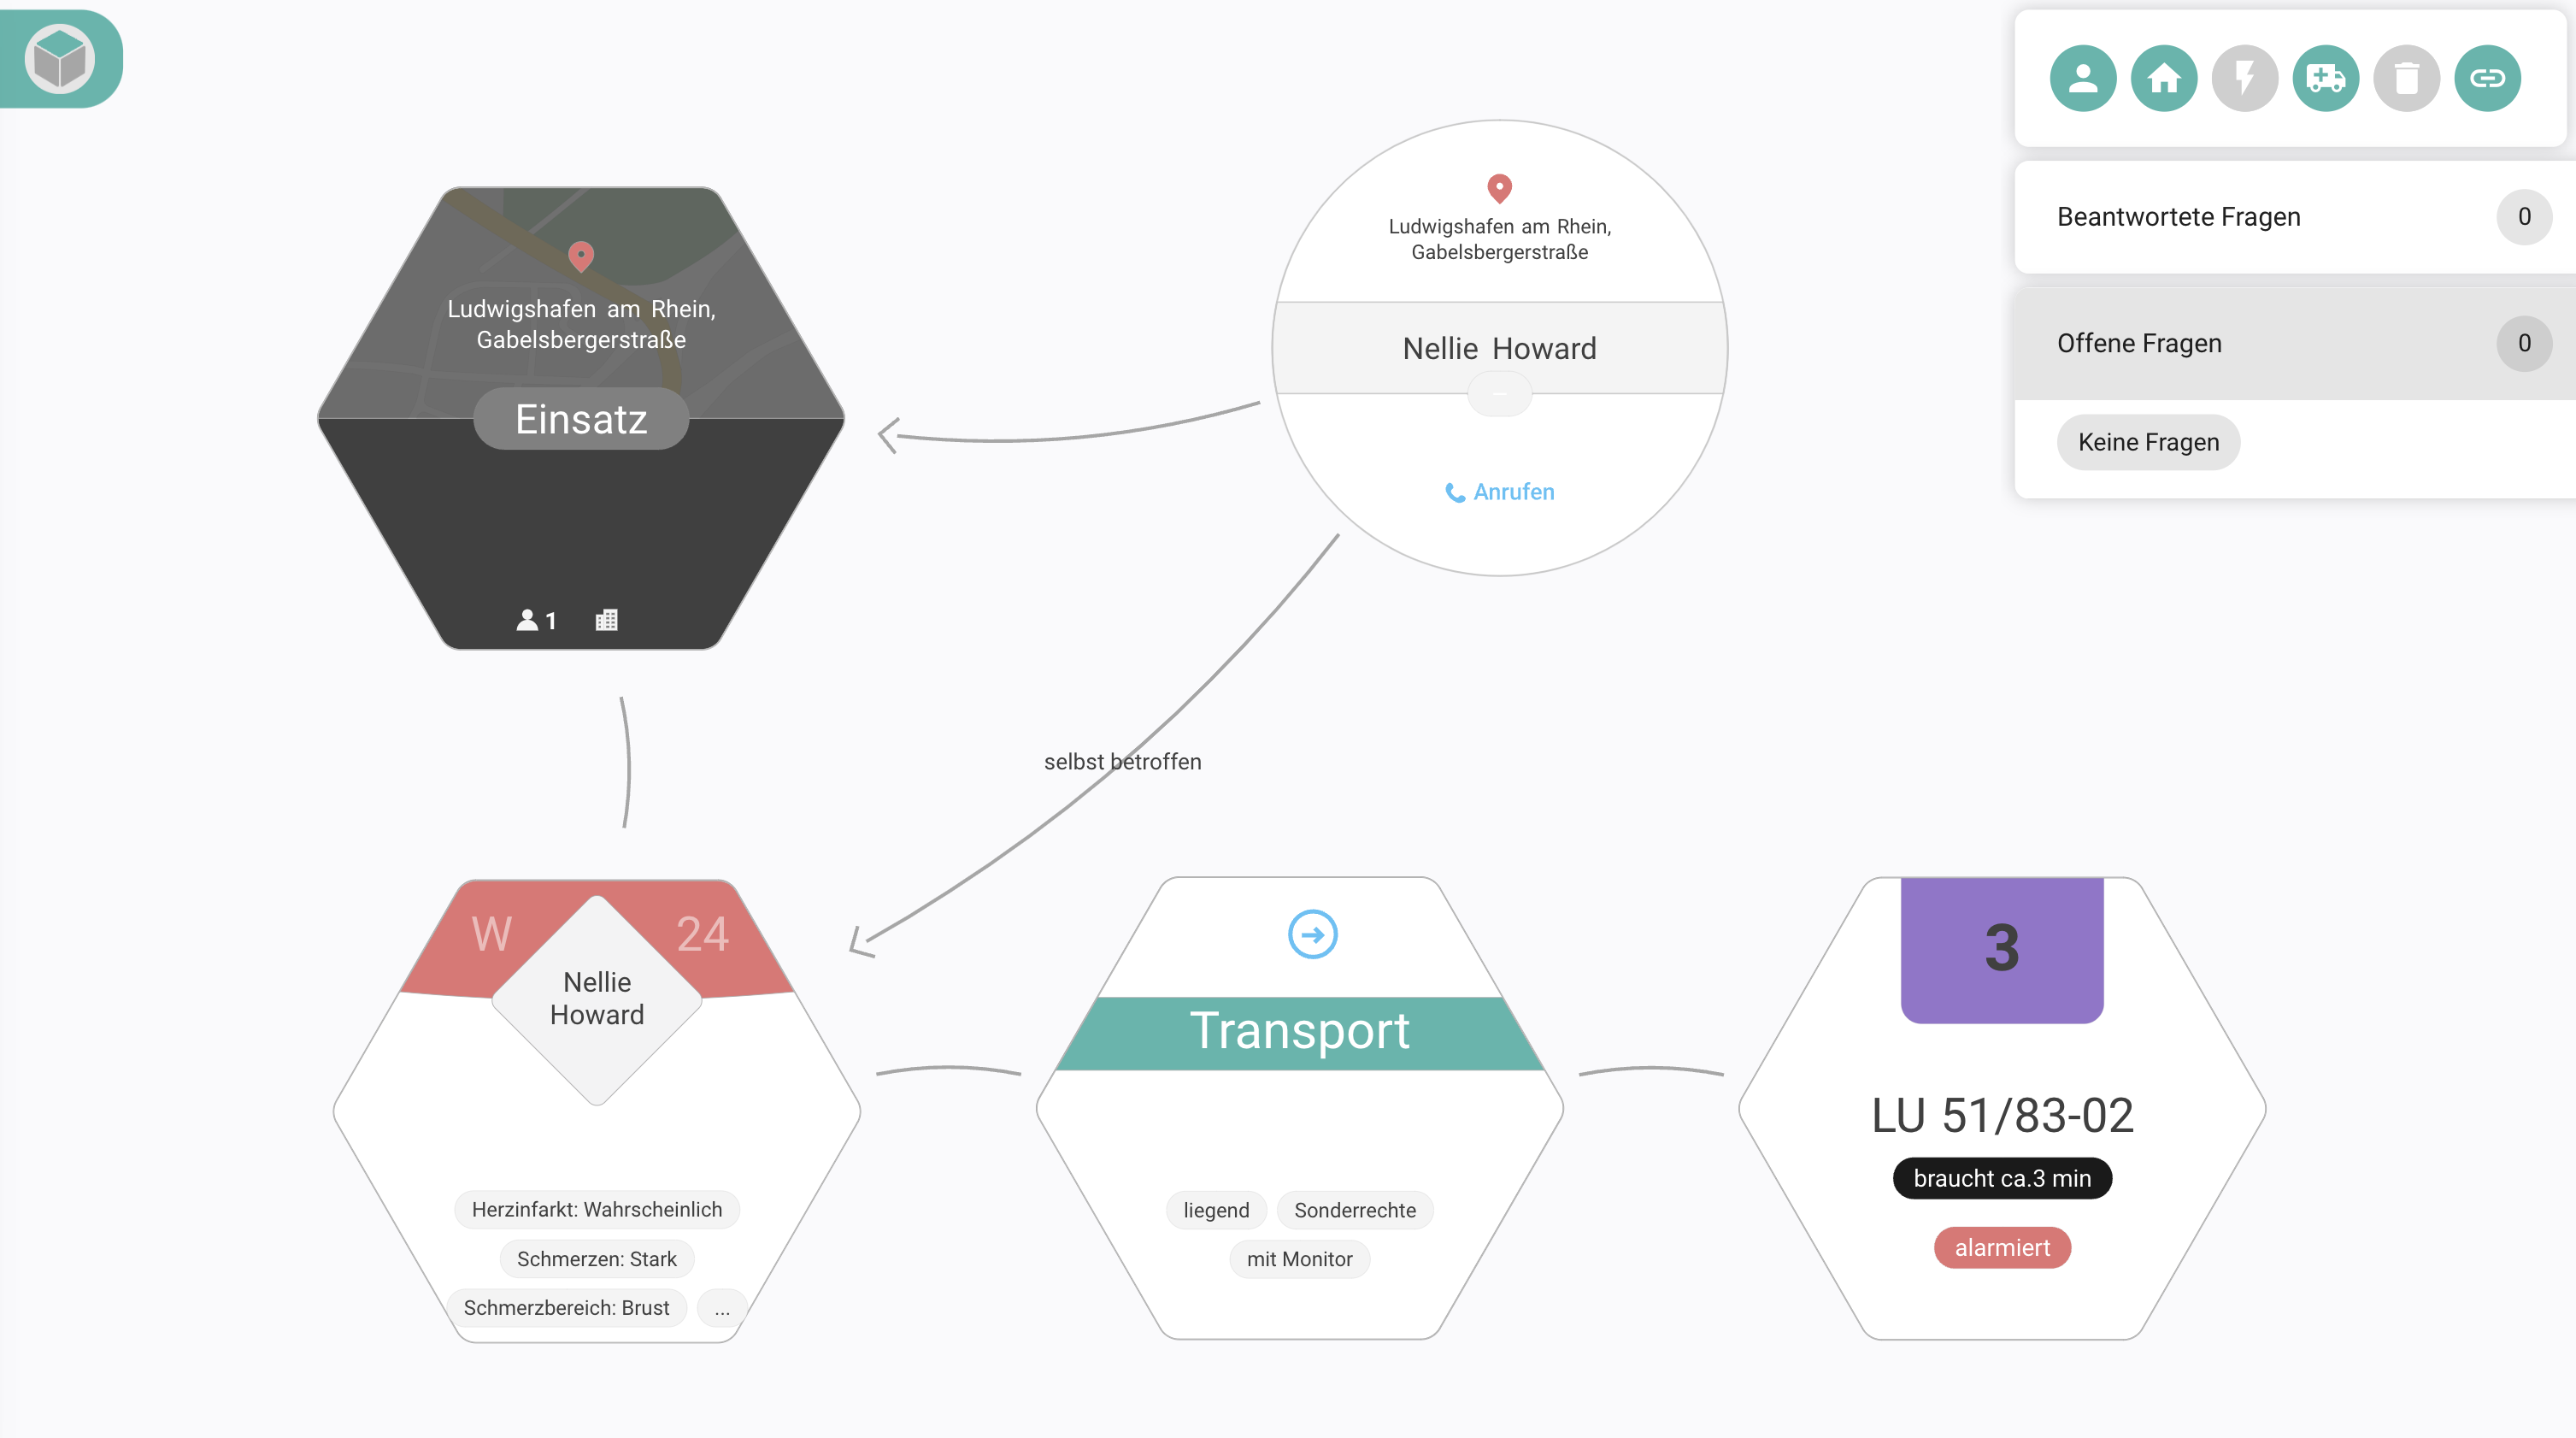 Ludwigshafen am Rhein,
Gabelsbergerstraße
Einsatz
1
Ludwigshafen am Rhein,
Gabelsbergerstraße
Nellie Howard
–
Anrufen
Beantwortete Fragen 0
Offene Fragen 0
Keine Fragen
selbst betroffen
W 24
Nellie
Howard
Herzinfarkt: Wahrscheinlich
Schmerzen: Stark
Schmerzbereich: Brust ...
Transport
liegend Sonderrechte
mit Monitor
3
LU 51/83-02
braucht ca.3 min
alarmiert